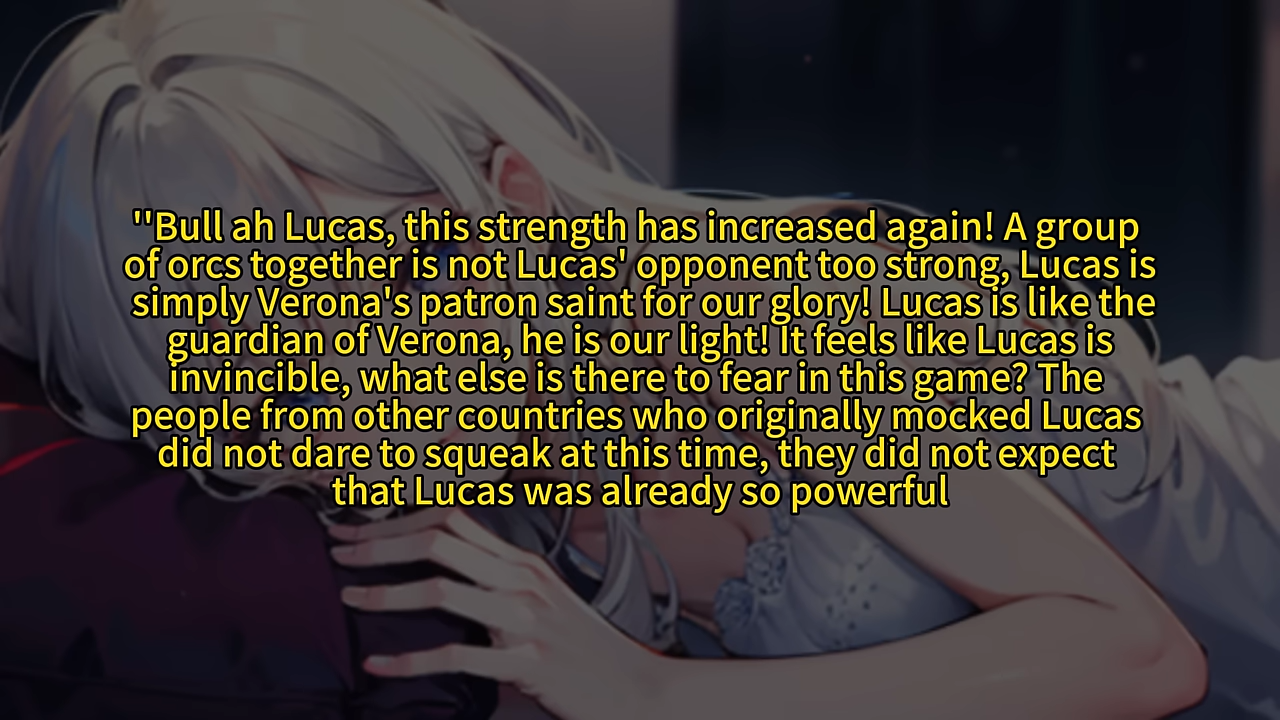 "Bull ah Lucas, this strength has increased again! A group
of orcs together is not Lucas' opponent too strong, Lucas is
simply Verona's patron saint for our glory! Lucas is like the
guardian of Verona, he is our light! It feels like Lucas is
invincible, what else is there to fear in this game? The
people from other countries who originally mocked Lucas
did not dare to squeak at this time, they did not expect
that Lucas was already so powerful